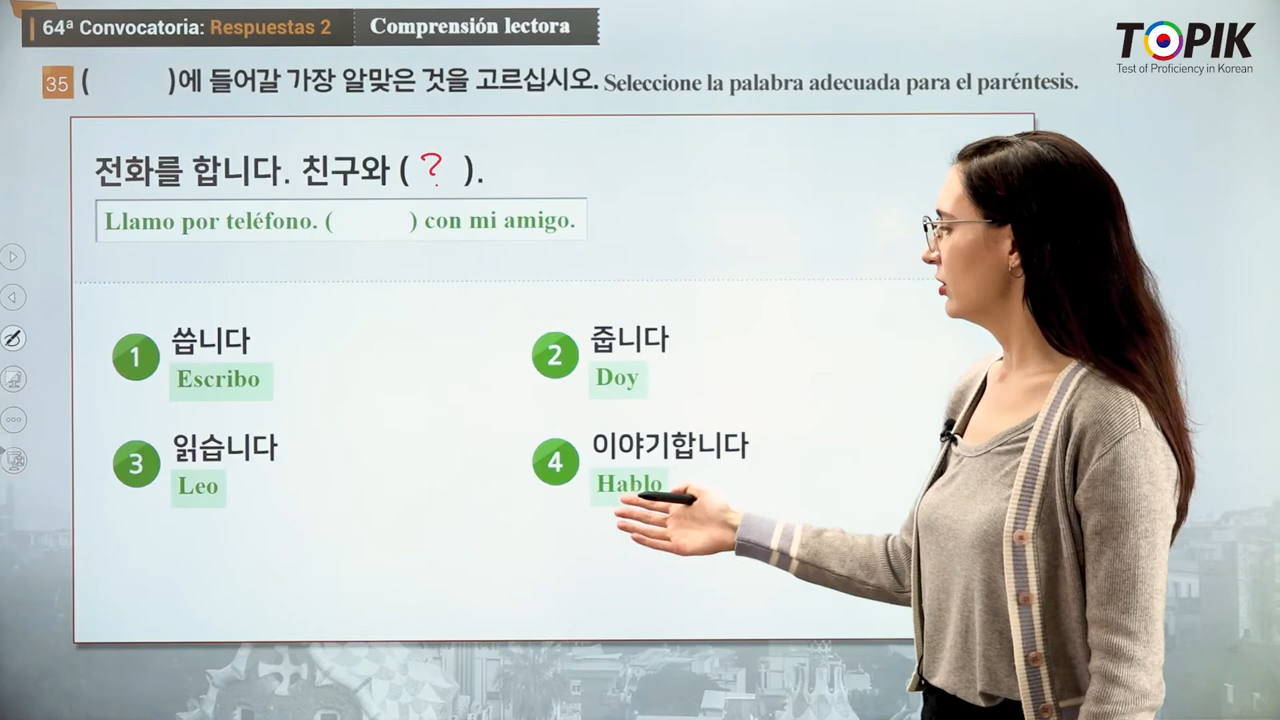 64ª Convocatoria: Respuestas 2 Comprensión lectora
TOPIK
Test of Proficiency in Korean
35 ( )에 들어갈 가장 알맞은 것을 고르십시오. Seleccione la palabra adecuada para el paréntesis.
전화를 합니다. 친구와 ( ? ).
Llamo por teléfono. ( ) con mi amigo.
1 씁니다
Escribo
2 줍니다
Doy
3 읽습니다
Leo
4 이야기합니다
Hablo